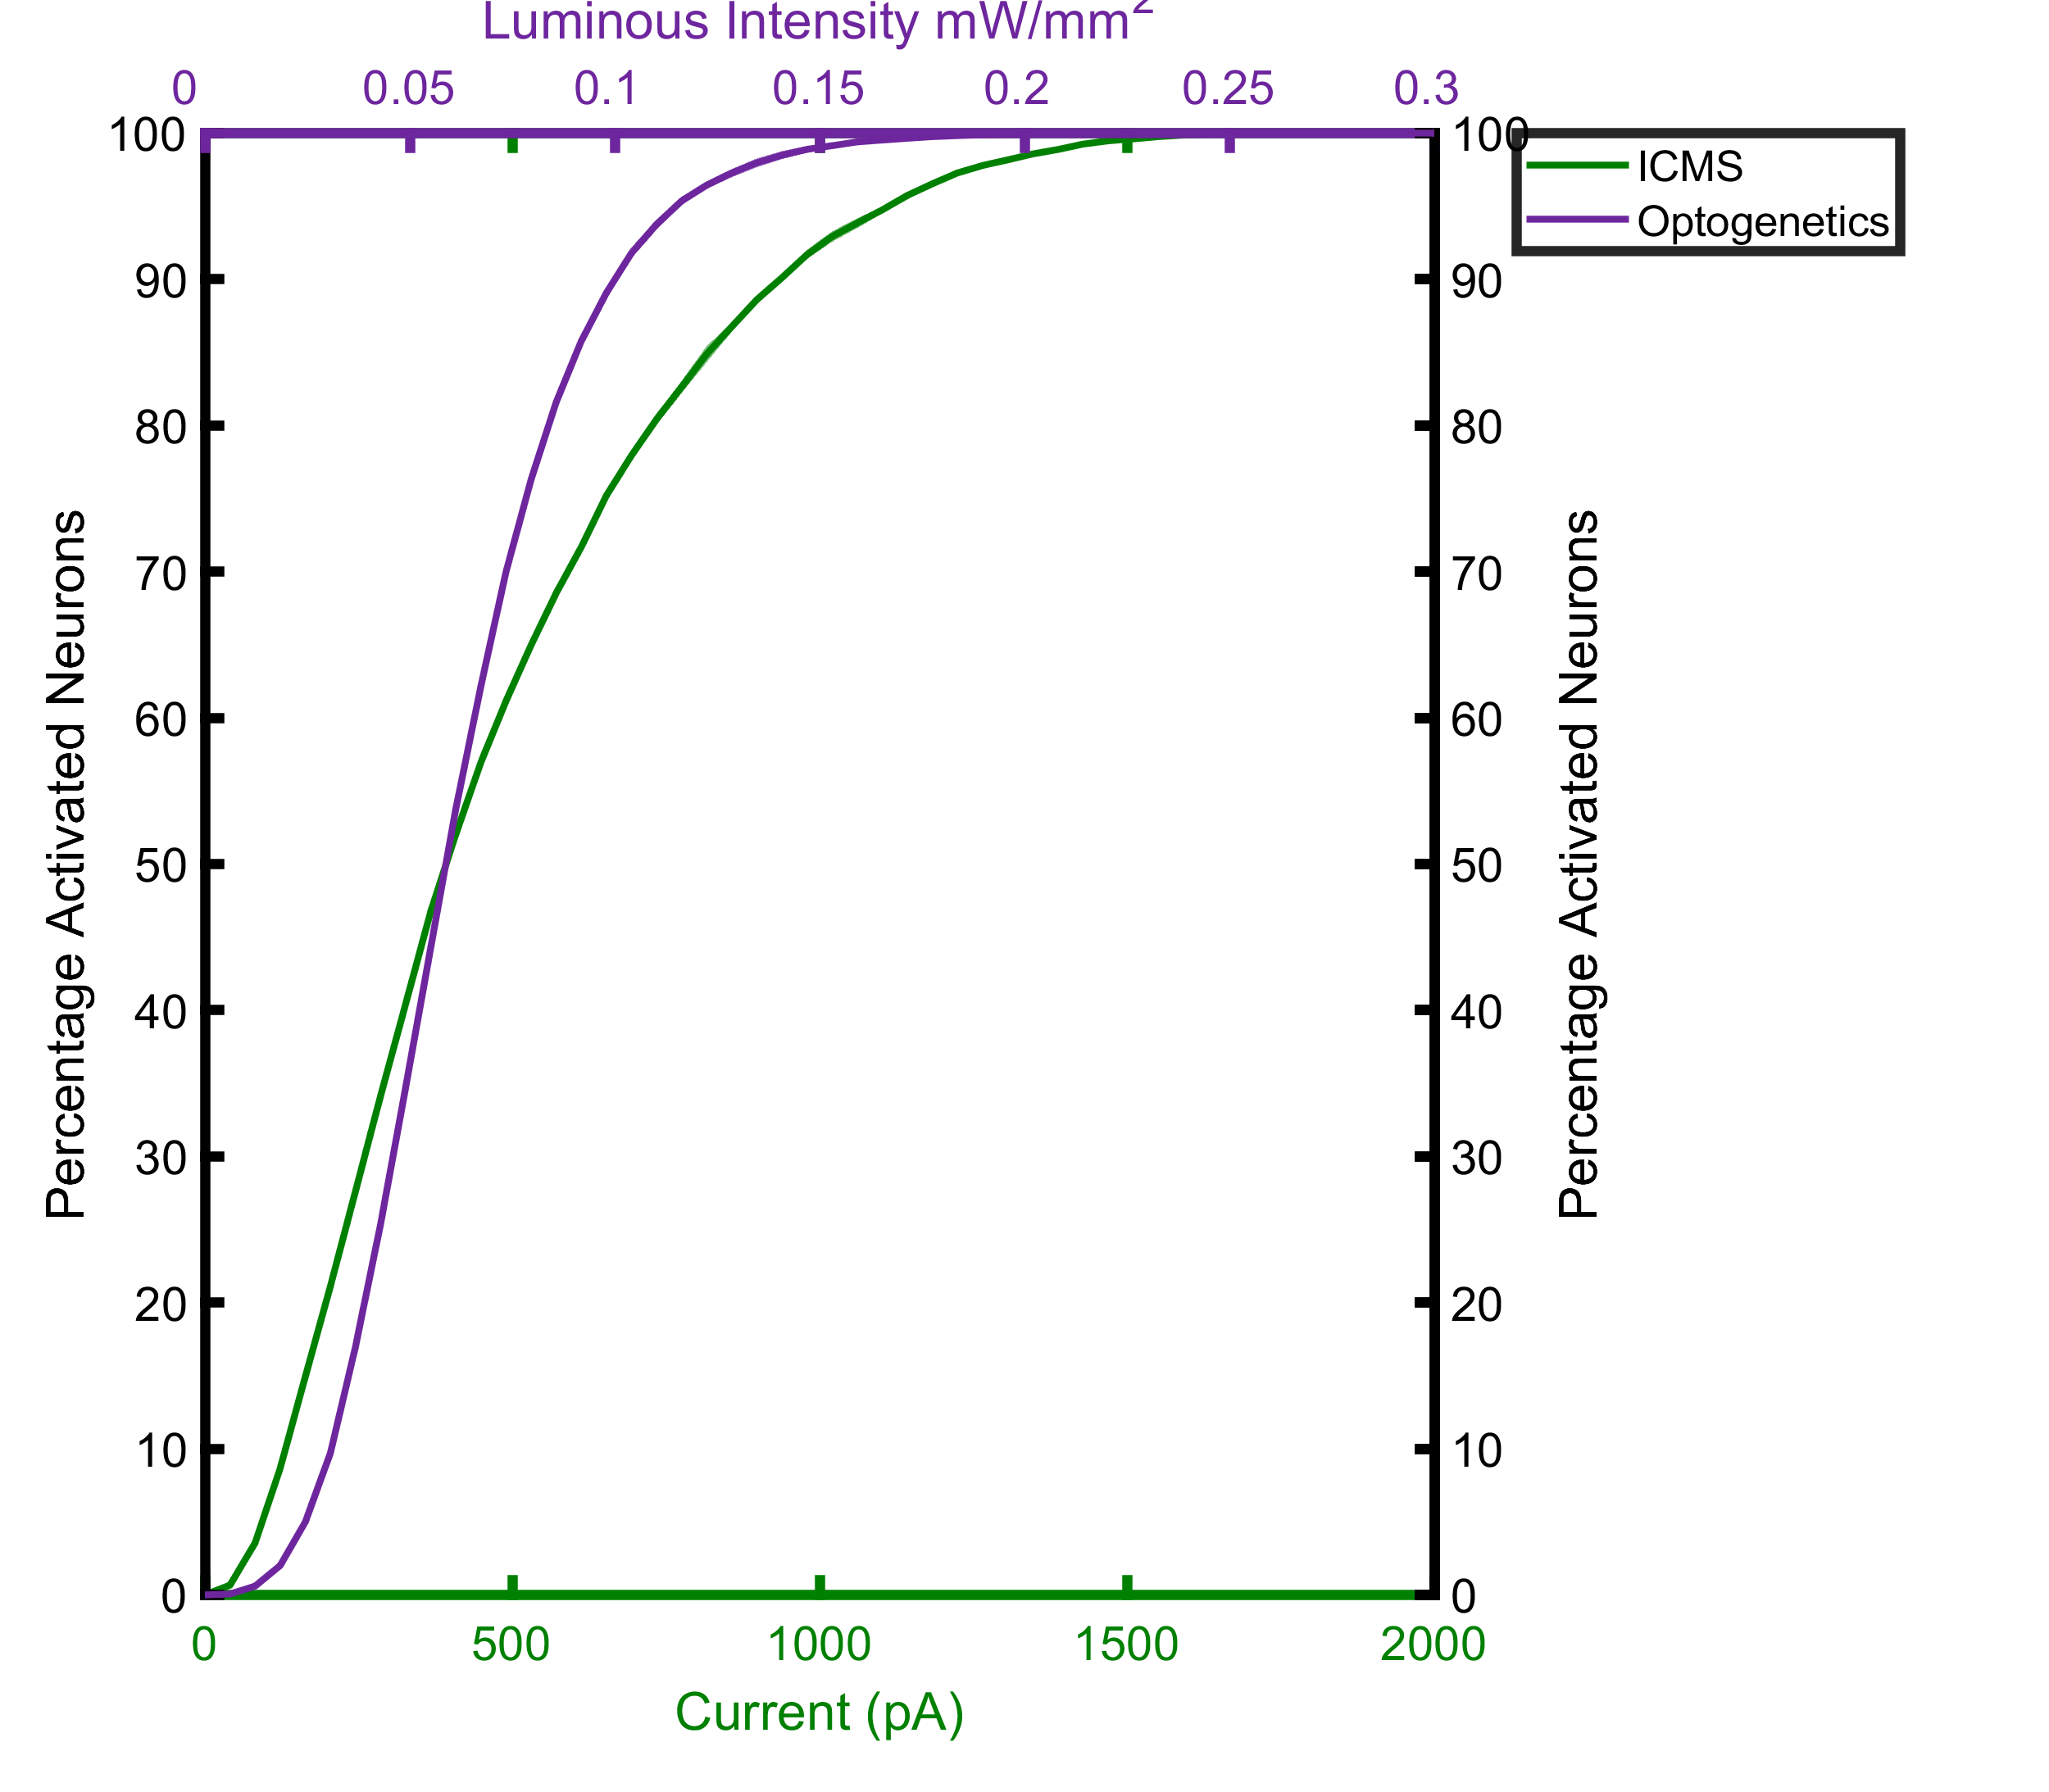 Luminous Intensity mW/mm2
0 0.05 0.1 0.15 0.2 0.25 0.3
100
90
80
70
60
50
40
30
20
10
0
Percentage Activated Neurons
100
90
80
70
60
50
40
30
20
10
0
Percentage Activated Neurons
ICMS
Optogenetics
0 500 1000 1500 2000
Current (pA)